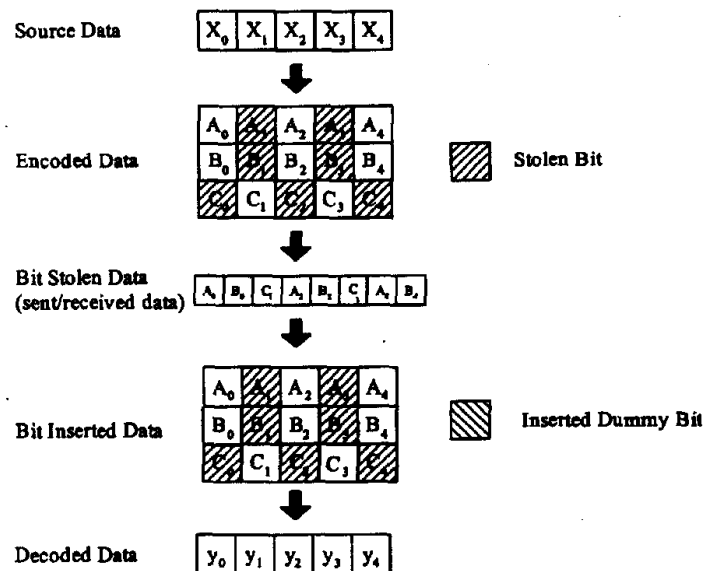 Source Data X₀ X₁ X₂ X₃ X₄
A₀ A₁ A₂ A₃ A₄
Encoded Data B₀ B₁ B₂ B₃ B₄ Stolen Bit
C₀ C₁ C₂ C₃ C₄
Bit Stolen Data
(sent/received data) A₀ B₀ C₁ A₂ B₂ C₃ A₄ B₄
A₀ A₁ A₂ A₃ A₄
Bit Inserted Data B₀ B₁ B₂ B₃ B₄ Inserted Dummy Bit
C₀ C₁ C₂ C₃ C₄
Decoded Data y₀ y₁ y₂ y₃ y₄